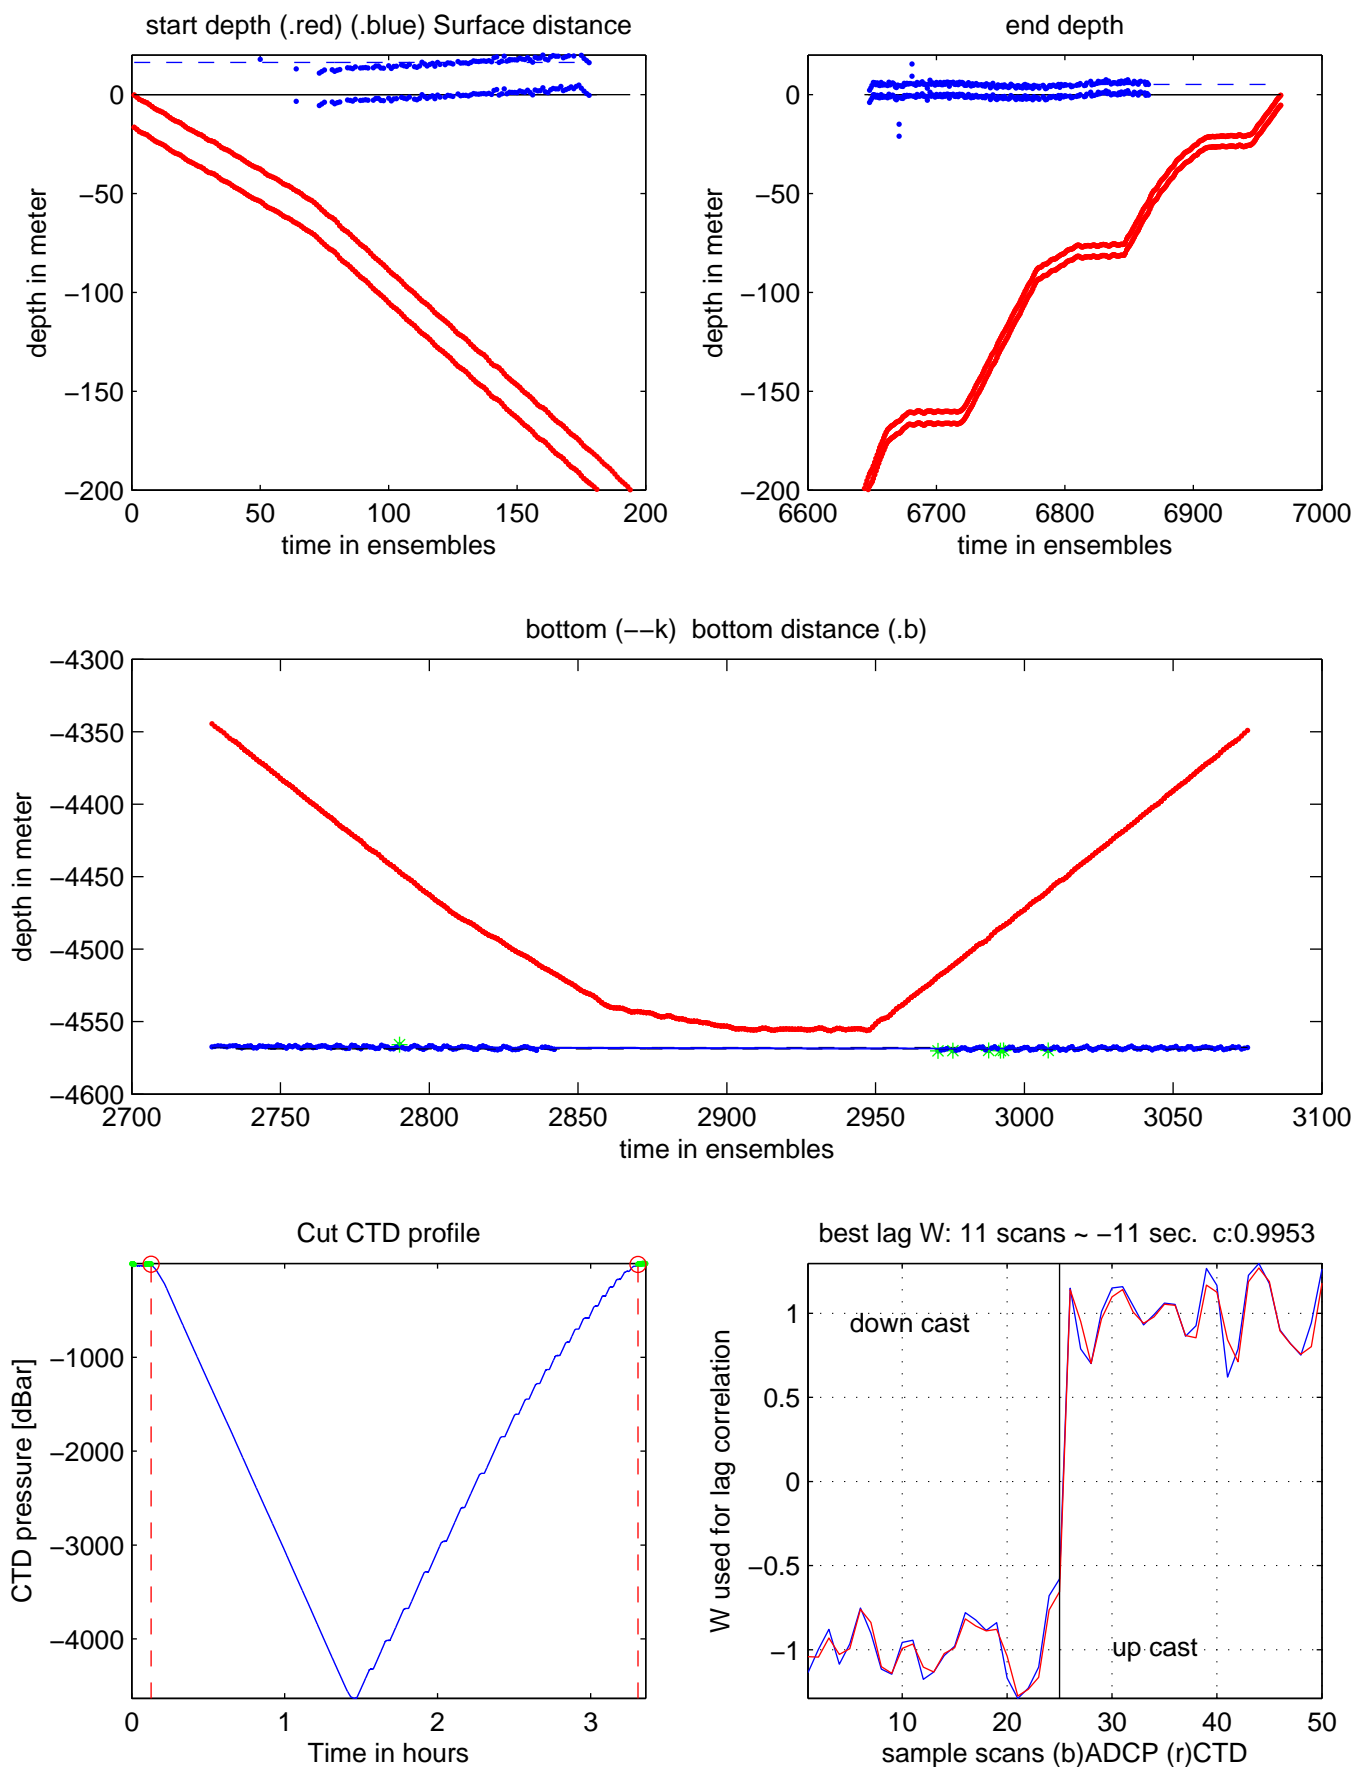 start depth (.red) (.blue) Surface distance
0
−50
−100
−150
−200
depth in meter
0 50 100 150 200
time in ensembles
end depth
0
−50
−100
−150
−200
depth in meter
6600 6700 6800 6900 7000
time in ensembles
bottom (−−k) bottom distance (.b)
−4300
−4350
−4400
−4450
−4500
−4550
−4600
depth in meter
2700 2750 2800 2850 2900 2950 3000 3050 3100
time in ensembles
Cut CTD profile
−1000
−2000
−3000
−4000
CTD pressure [dBar]
0 1 2 3
Time in hours
best lag W: 11 scans ~ −11 sec. c:0.9953
1
0.5
0
−0.5
−1
W used for lag correlation
down cast
up cast
10 20 30 40 50
sample scans (b)ADCP (r)CTD